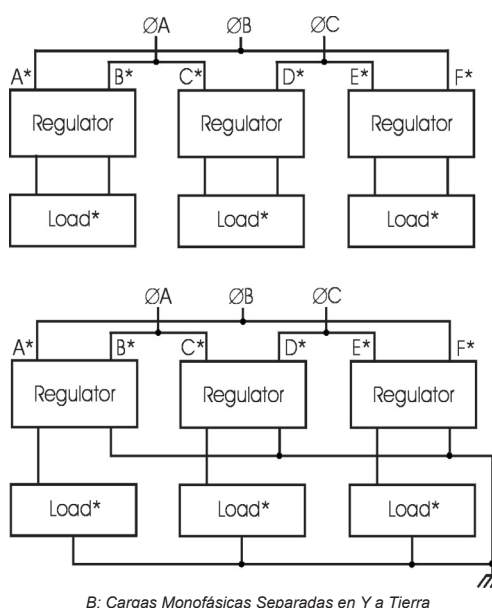 ØA ØB ØC
A* B* C* D* E* F*
Regulator Regulator Regulator
Load* Load* Load*
ØA ØB ØC
A* B* C* D* E* F*
Regulator Regulator Regulator
Load* Load* Load*
B: Cargas Monofásicas Separadas en Y a Tierra